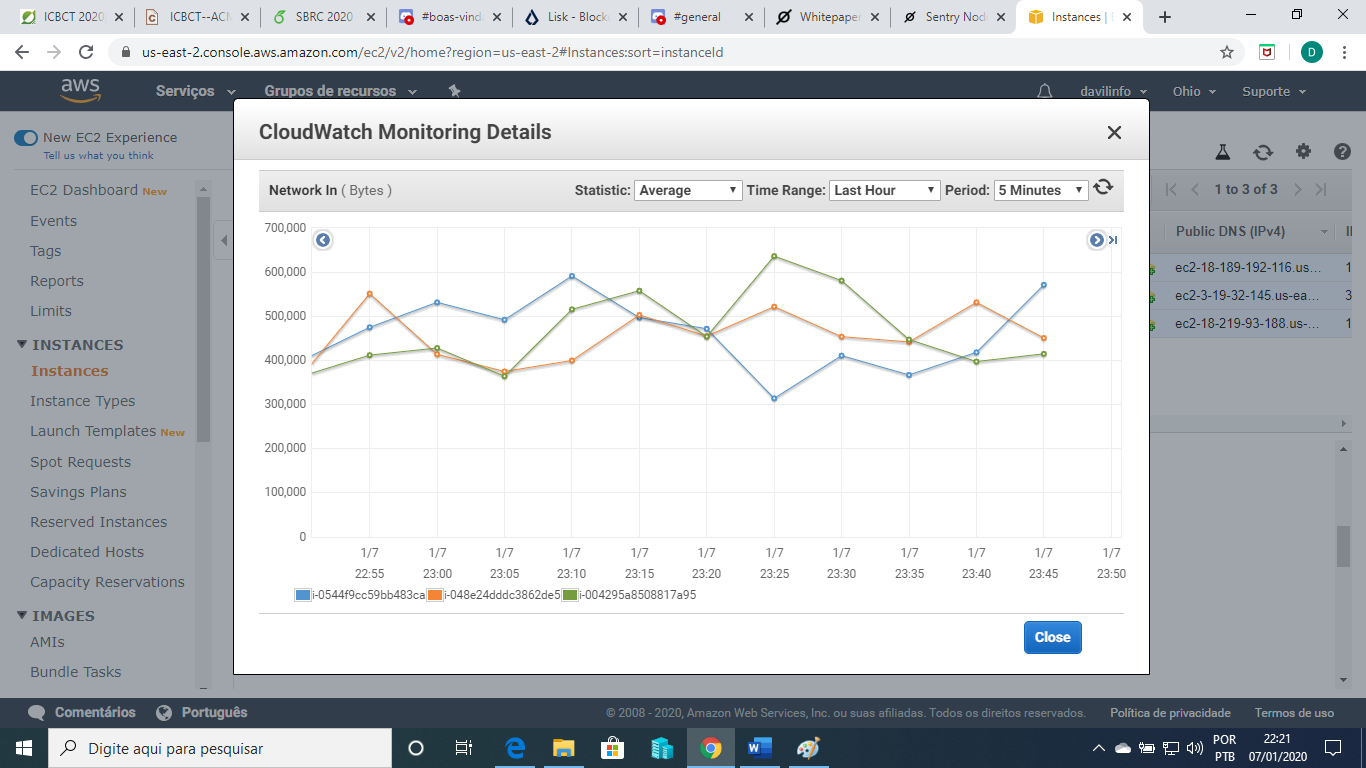 ICBCT 2020
ICBCT--ACM
SBRC 2020
#boas-vinda
Lisk - Block
#general
Whitepaper
Sentry Node
Instances | E
us-east-2.console.aws.amazon.com/ec2/v2/home?region=us-east-2#Instances:sort=instanceId
D
aws
Serviços
Grupos de recursos
davilinfo
Ohio
Suporte
New EC2 Experience
Tell us what you think
EC2 Dashboard New
Events
Tags
Reports
Limits
INSTANCES
Instances
Instance Types
Launch Templates New
Spot Requests
Savings Plans
Reserved Instances
Dedicated Hosts
Capacity Reservations
IMAGES
AMIs
Bundle Tasks
CloudWatch Monitoring Details
Network In ( Bytes )
Statistic: Average Time Range: Last Hour Period: 5 Minutes
700,000
600,000
500,000
400,000
300,000
200,000
100,000
0
1/7 1/7 1/7 1/7 1/7 1/7 1/7 1/7 1/7 1/7 1/7 1/7
22:55 23:00 23:05 23:10 23:15 23:20 23:25 23:30 23:35 23:40 23:45 23:50
i-0544f9cc59bb483ca i-048e24dddc3862de5 i-004295a8508817a95
Close
1 to 3 of 3
Public DNS (IPv4)
ec2-18-189-192-116.us... 1
ec2-3-19-32-145.us-ea... 3
ec2-18-219-93-188.us-... 1
Comentários
Português
© 2008 - 2020, Amazon Web Services, Inc. ou suas afiliadas. Todos os direitos reservados.
Política de privacidade
Termos de uso
Digite aqui para pesquisar
POR
PTB
22:21
07/01/2020